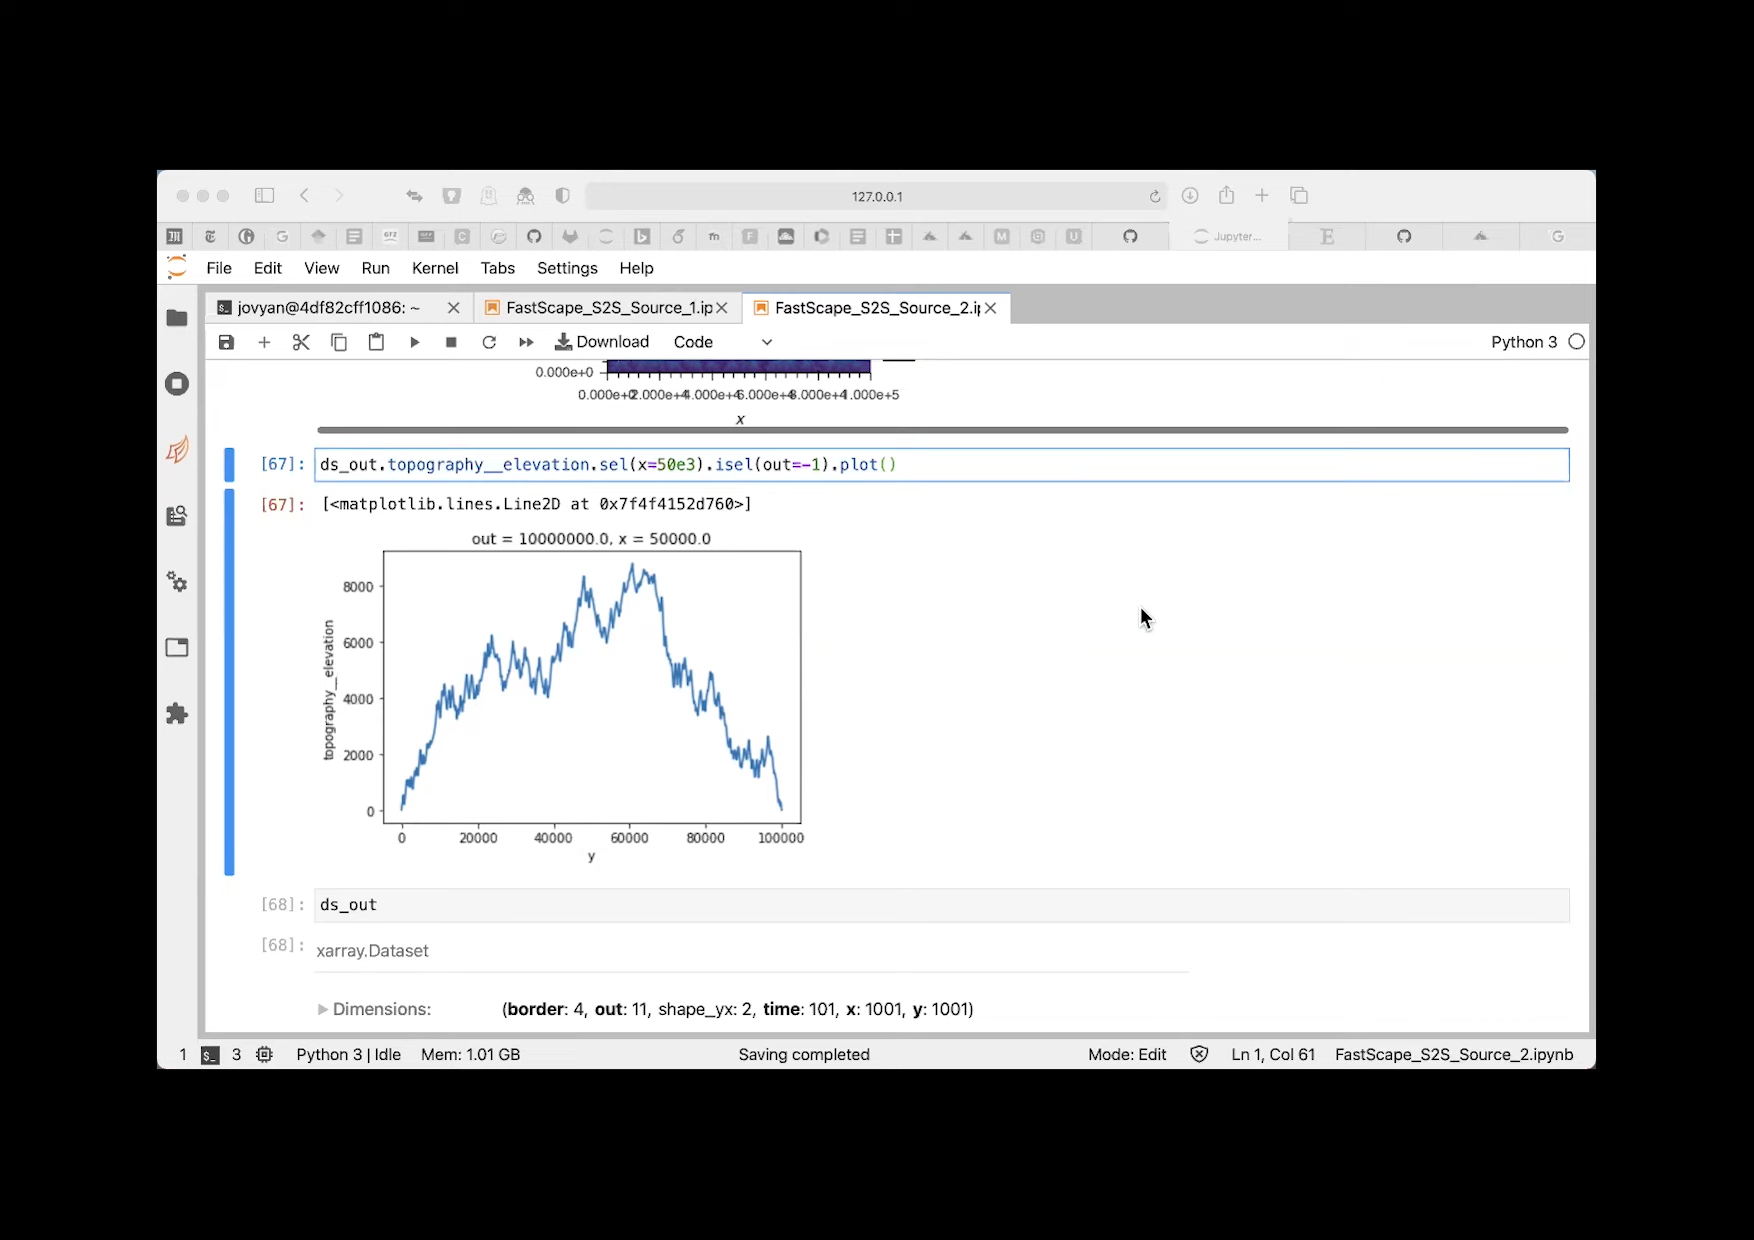 127.0.0.1
Jupyter...
File Edit View Run Kernel Tabs Settings Help
jovyan@4df82cff1086: ~
FastScape_S2S_Source_1.ip
FastScape_S2S_Source_2.ip
Download Code
Python 3
0.000e+0
0.000e+0 2.000e+4 4.000e+4 6.000e+4 8.000e+4 1.000e+5
x
[67]: ds_out.topography__elevation.sel(x=50e3).isel(out=-1).plot()
[67]: [<matplotlib.lines.Line2D at 0x7f4f4152d760>]
out = 10000000.0, x = 50000.0
8000
6000
4000
2000
0
topography__elevation
0 20000 40000 60000 80000 100000
y
[68]: ds_out
[68]: xarray.Dataset
Dimensions: (border: 4, out: 11, shape_yx: 2, time: 101, x: 1001, y: 1001)
1 3 Python 3 | Idle Mem: 1.01 GB Saving completed Mode: Edit Ln 1, Col 61 FastScape_S2S_Source_2.ipynb